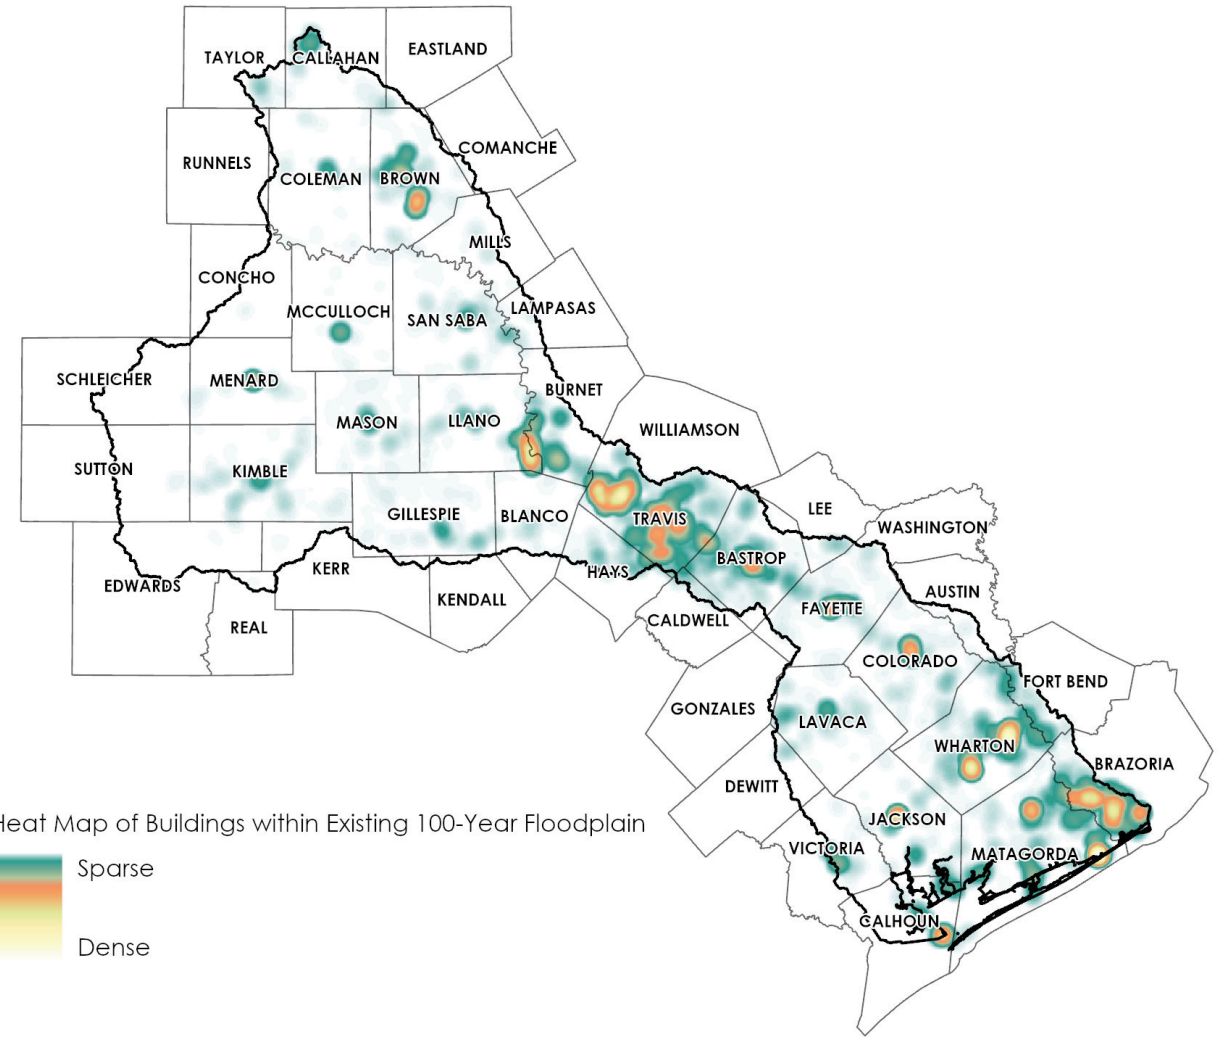 EASTLAND
TAYLOR
CALLAHAN
COMANCHE
RUNNELS
COLEMAN
BROWN
MILLS
CONCHO
MCCULLOCH
SAN SABA
LAMPASAS
SCHLEICHER
MENARD
BURNET
MASON
LLANO
WILLIAMSON
SUTTON
KIMBLE
GILLESPIE
BLANCO
TRAVIS
LEE
WASHINGTON
BASTROP
EDWARDS
KERR
HAYS
KENDALL
AUSTIN
REAL
CALDWELL
FAYETTE
COLORADO
FORT BEND
GONZALES
LAVACA
WHARTON
BRAZORIA
DEWITT
JACKSON
VICTORIA
MATAGORDA
CALHOUN
Heat Map of Buildings within Existing 100-Year Floodplain
Sparse
Dense